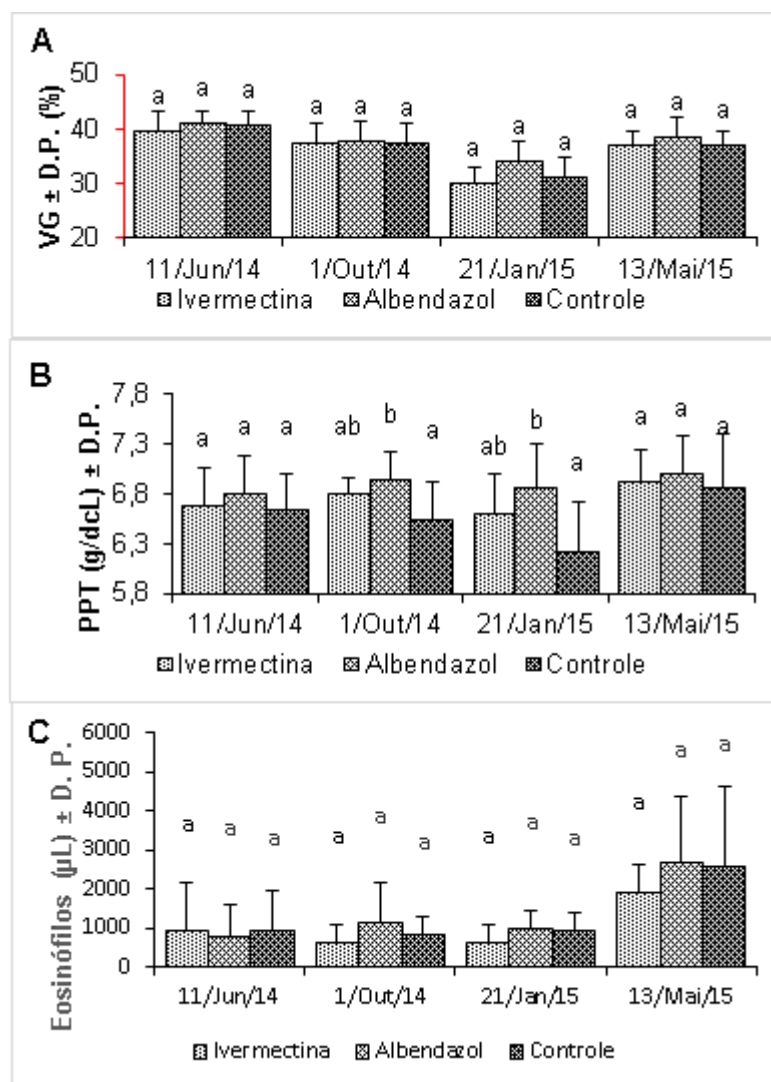 A
VG ± D.P. (%)
50
40
30
20
a a a a a a a a a a a a
11/Jun/14 1/Out/14 21/Jan/15 13/Mai/15
Ivermectina Albendazol Controle
B
PPT (g/dcL) ± D.P.
7,8
7,3
6,8
6,3
5,8
a a a ab b a ab b a a a a
11/Jun/14 1/Out/14 21/Jan/15 13/Mai/15
Ivermectina Albendazol Controle
C
Eosinófilos (µL) ± D. P.
6000
5000
4000
3000
2000
1000
0
a a a a a a a a a a a a
11/Jun/14 1/Out/14 21/Jan/15 13/Mai/15
Ivermectina Albendazol Controle